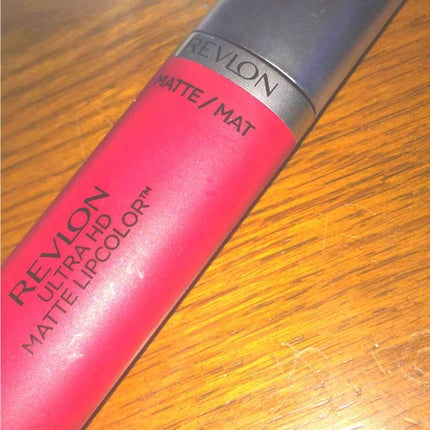 REVLON
MATTE / MAT
REVLON
ULTRA HD
MATTE LIPCOLOR™